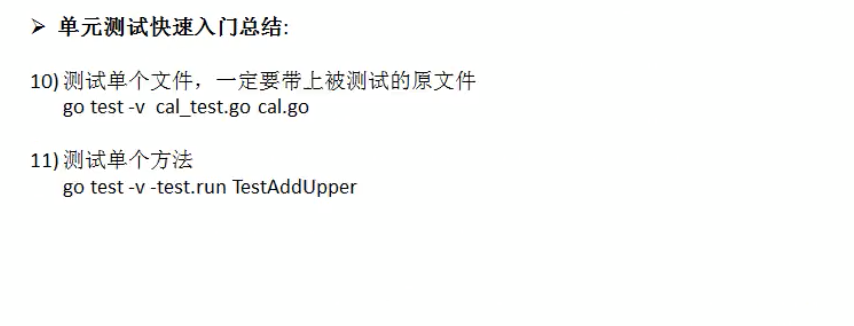 ➢ 单元测试快速入门总结:
10) 测试单个文件，一定要带上被测试的原文件
go test -v  cal_test.go cal.go
11) 测试单个方法
go test -v -test.run TestAddUpper